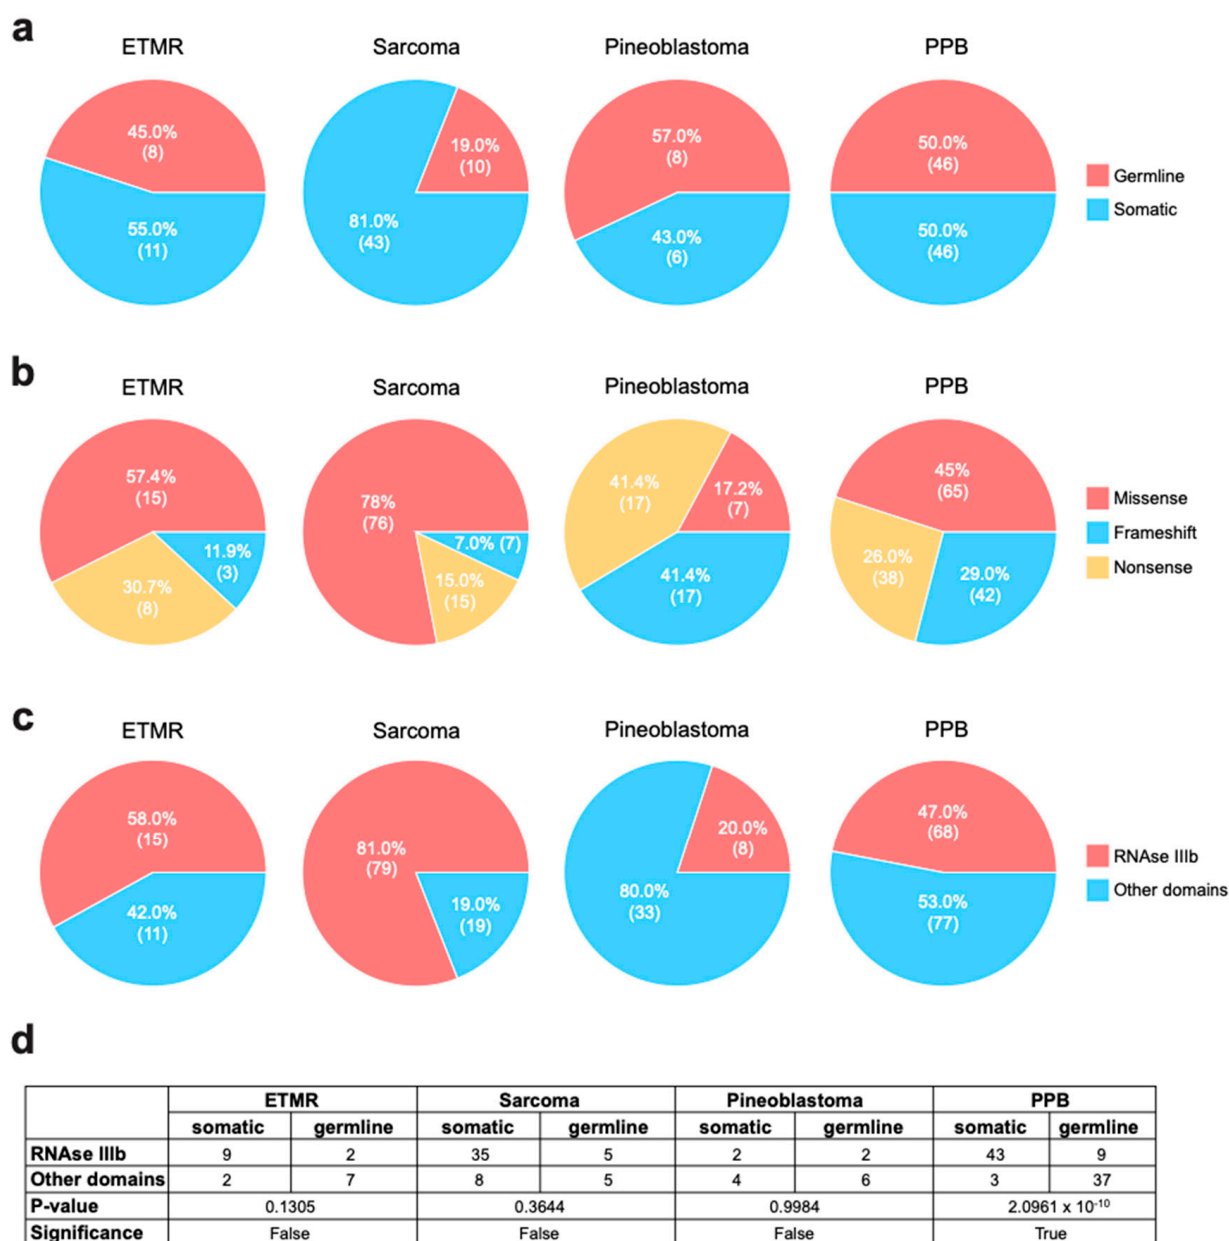 a
ETMR Sarcoma Pineoblastoma PPB
45.0%
(8)
55.0%
(11)
19.0%
(10)
81.0%
(43)
57.0%
(8)
43.0%
(6)
50.0%
(46)
50.0%
(46)
Germline
Somatic
b
ETMR Sarcoma Pineoblastoma PPB
57.4%
(15)
11.9%
(3)
30.7%
(8)
78%
(76)
7.0% (7)
15.0%
(15)
41.4%
(17)
17.2%
(7)
41.4%
(17)
45%
(65)
26.0%
(38)
29.0%
(42)
Missense
Frameshift
Nonsense
c
ETMR Sarcoma Pineoblastoma PPB
58.0%
(15)
42.0%
(11)
81.0%
(79)
19.0%
(19)
20.0%
(8)
80.0%
(33)
47.0%
(68)
53.0%
(77)
RNAse IIIb
Other domains
d
ETMR Sarcoma Pineoblastoma PPB
somatic germline somatic germline somatic germline somatic germline
RNAse IIIb 9 2 35 5 2 2 43 9
Other domains 2 7 8 5 4 6 3 37
P-value 0.1305 0.3644 0.9984 2.0961 x 10⁻¹⁰
Significance False False False True